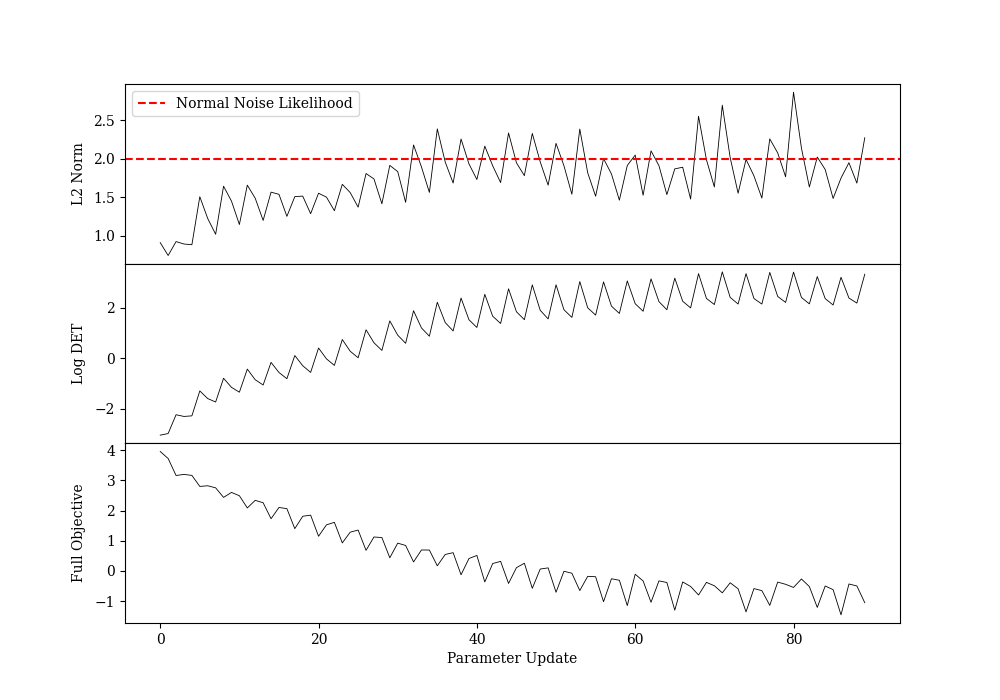 Normal Noise Likelihood
L2 Norm
2.5
2.0
1.5
1.0
Log DET
2
0
−2
Full Objective
4
3
2
1
0
−1
0 20 40 60 80
Parameter Update